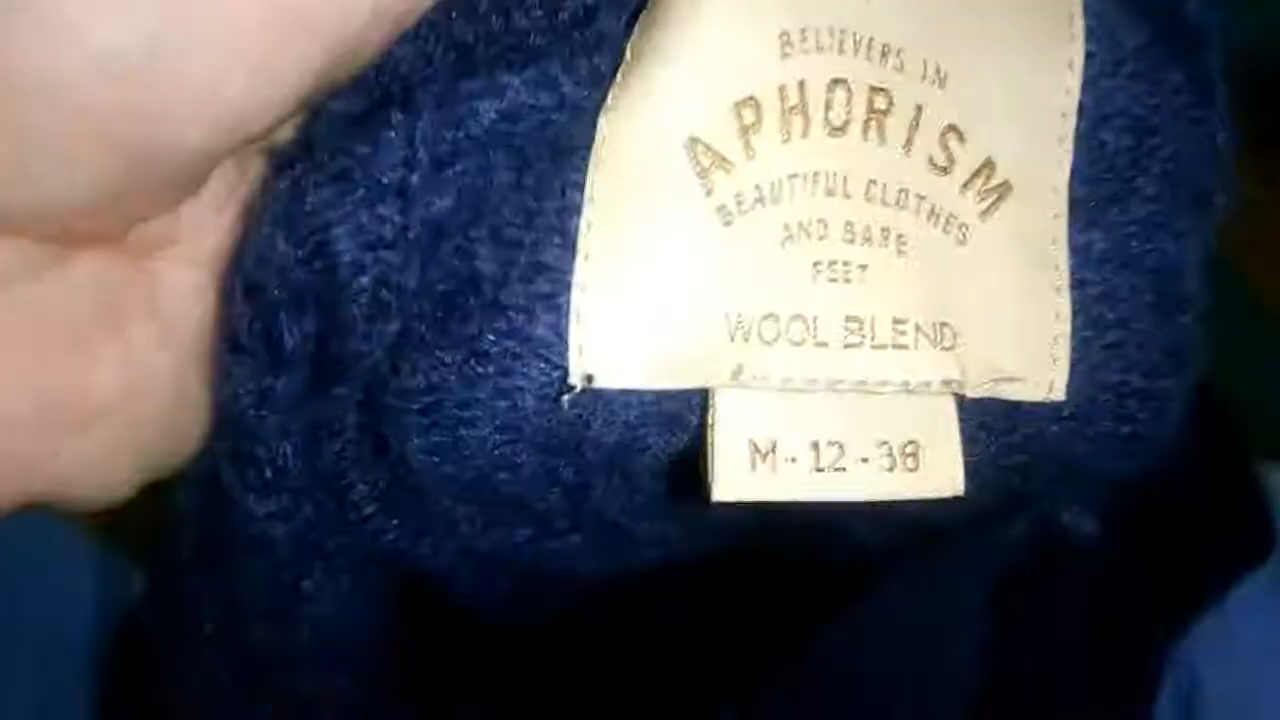 BELIEVERS IN
APHORISM
BEAUTIFUL CLOTHES
AND BARE
FEET
WOOL BLEND
M-12-38